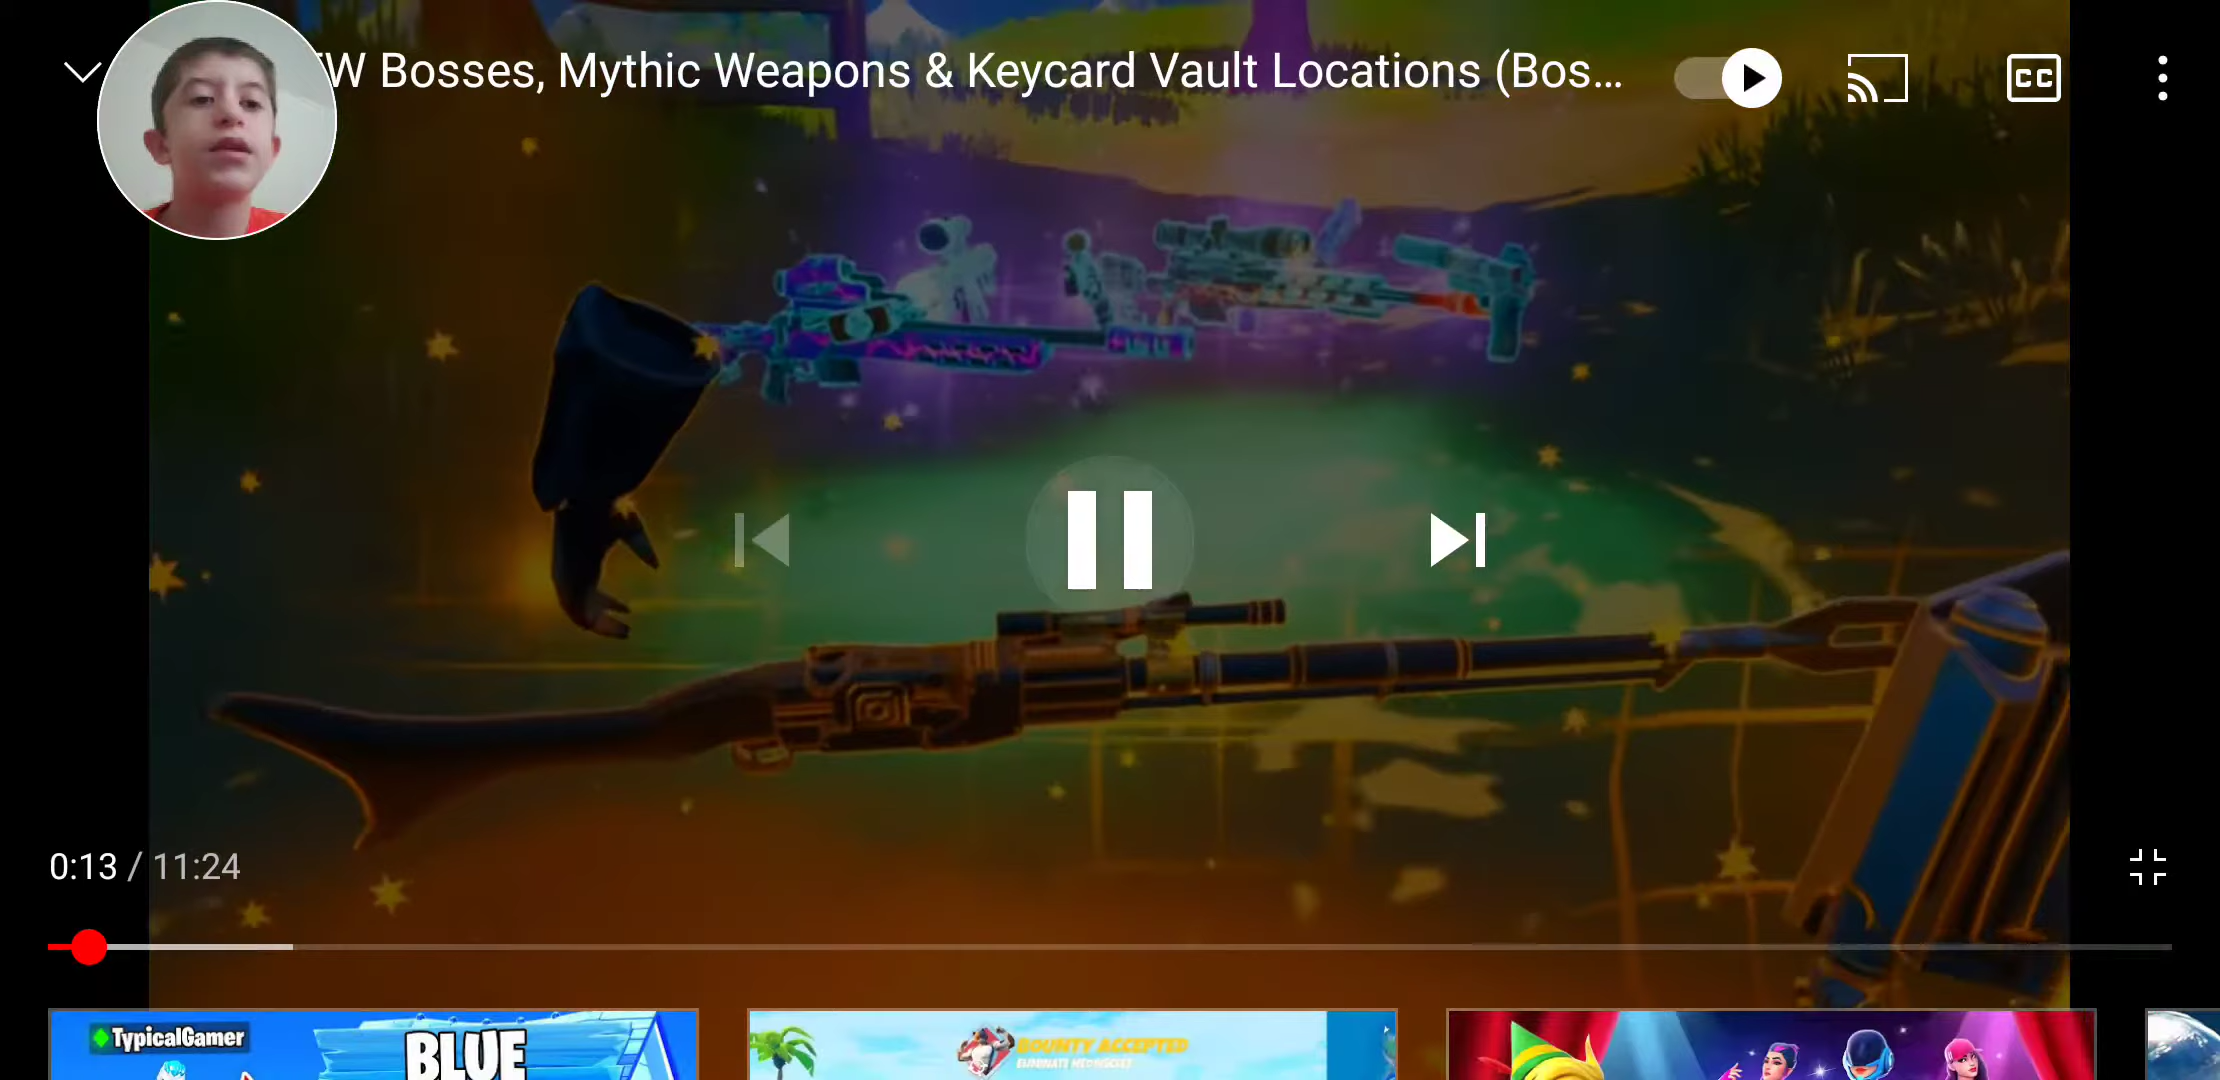 W Bosses, Mythic Weapons & Keycard Vault Locations (Bos...
CC
0:13 / 11:24
TypicalGamer
BLUE
BOUNTY ACCEPTED